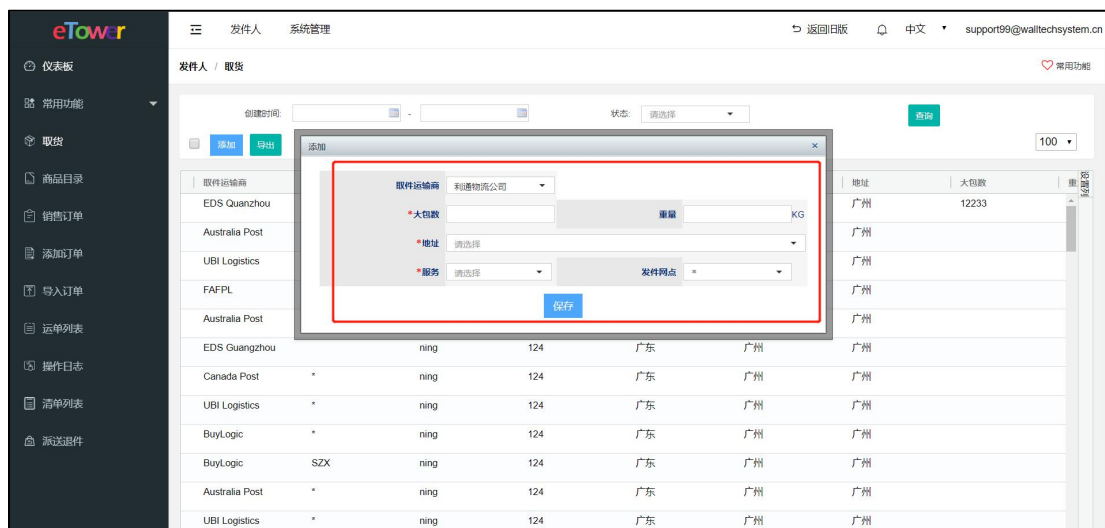 eTower
发件人 系统管理 返回旧版 中文 support99@walltechsystem.cn
仪表板
常用功能
取货
商品目录
销售订单
添加订单
导入订单
运单列表
操作日志
清单列表
派送退件
发件人 / 取货 常用功能
创建时间: - 状态: 请选择 查询
添加 导出 100
添加 ×
取件运输商 利通物流公司
*大包数 重量 KG
*地址 请选择
*服务 请选择 发件网点 *
保存
取件运输商 地址 大包数 重 设置列
EDS Quanzhou 广州 12233
Australia Post 广州
UBI Logistics 广州
FAFPL 广州
Australia Post 广州
EDS Guangzhou ning 124 广东 广州 广州
Canada Post * ning 124 广东 广州 广州
UBI Logistics * ning 124 广东 广州 广州
BuyLogic * ning 124 广东 广州 广州
BuyLogic SZX ning 124 广东 广州 广州
Australia Post * ning 124 广东 广州 广州
UBI Logistics * ning 124 广东 广州 广州